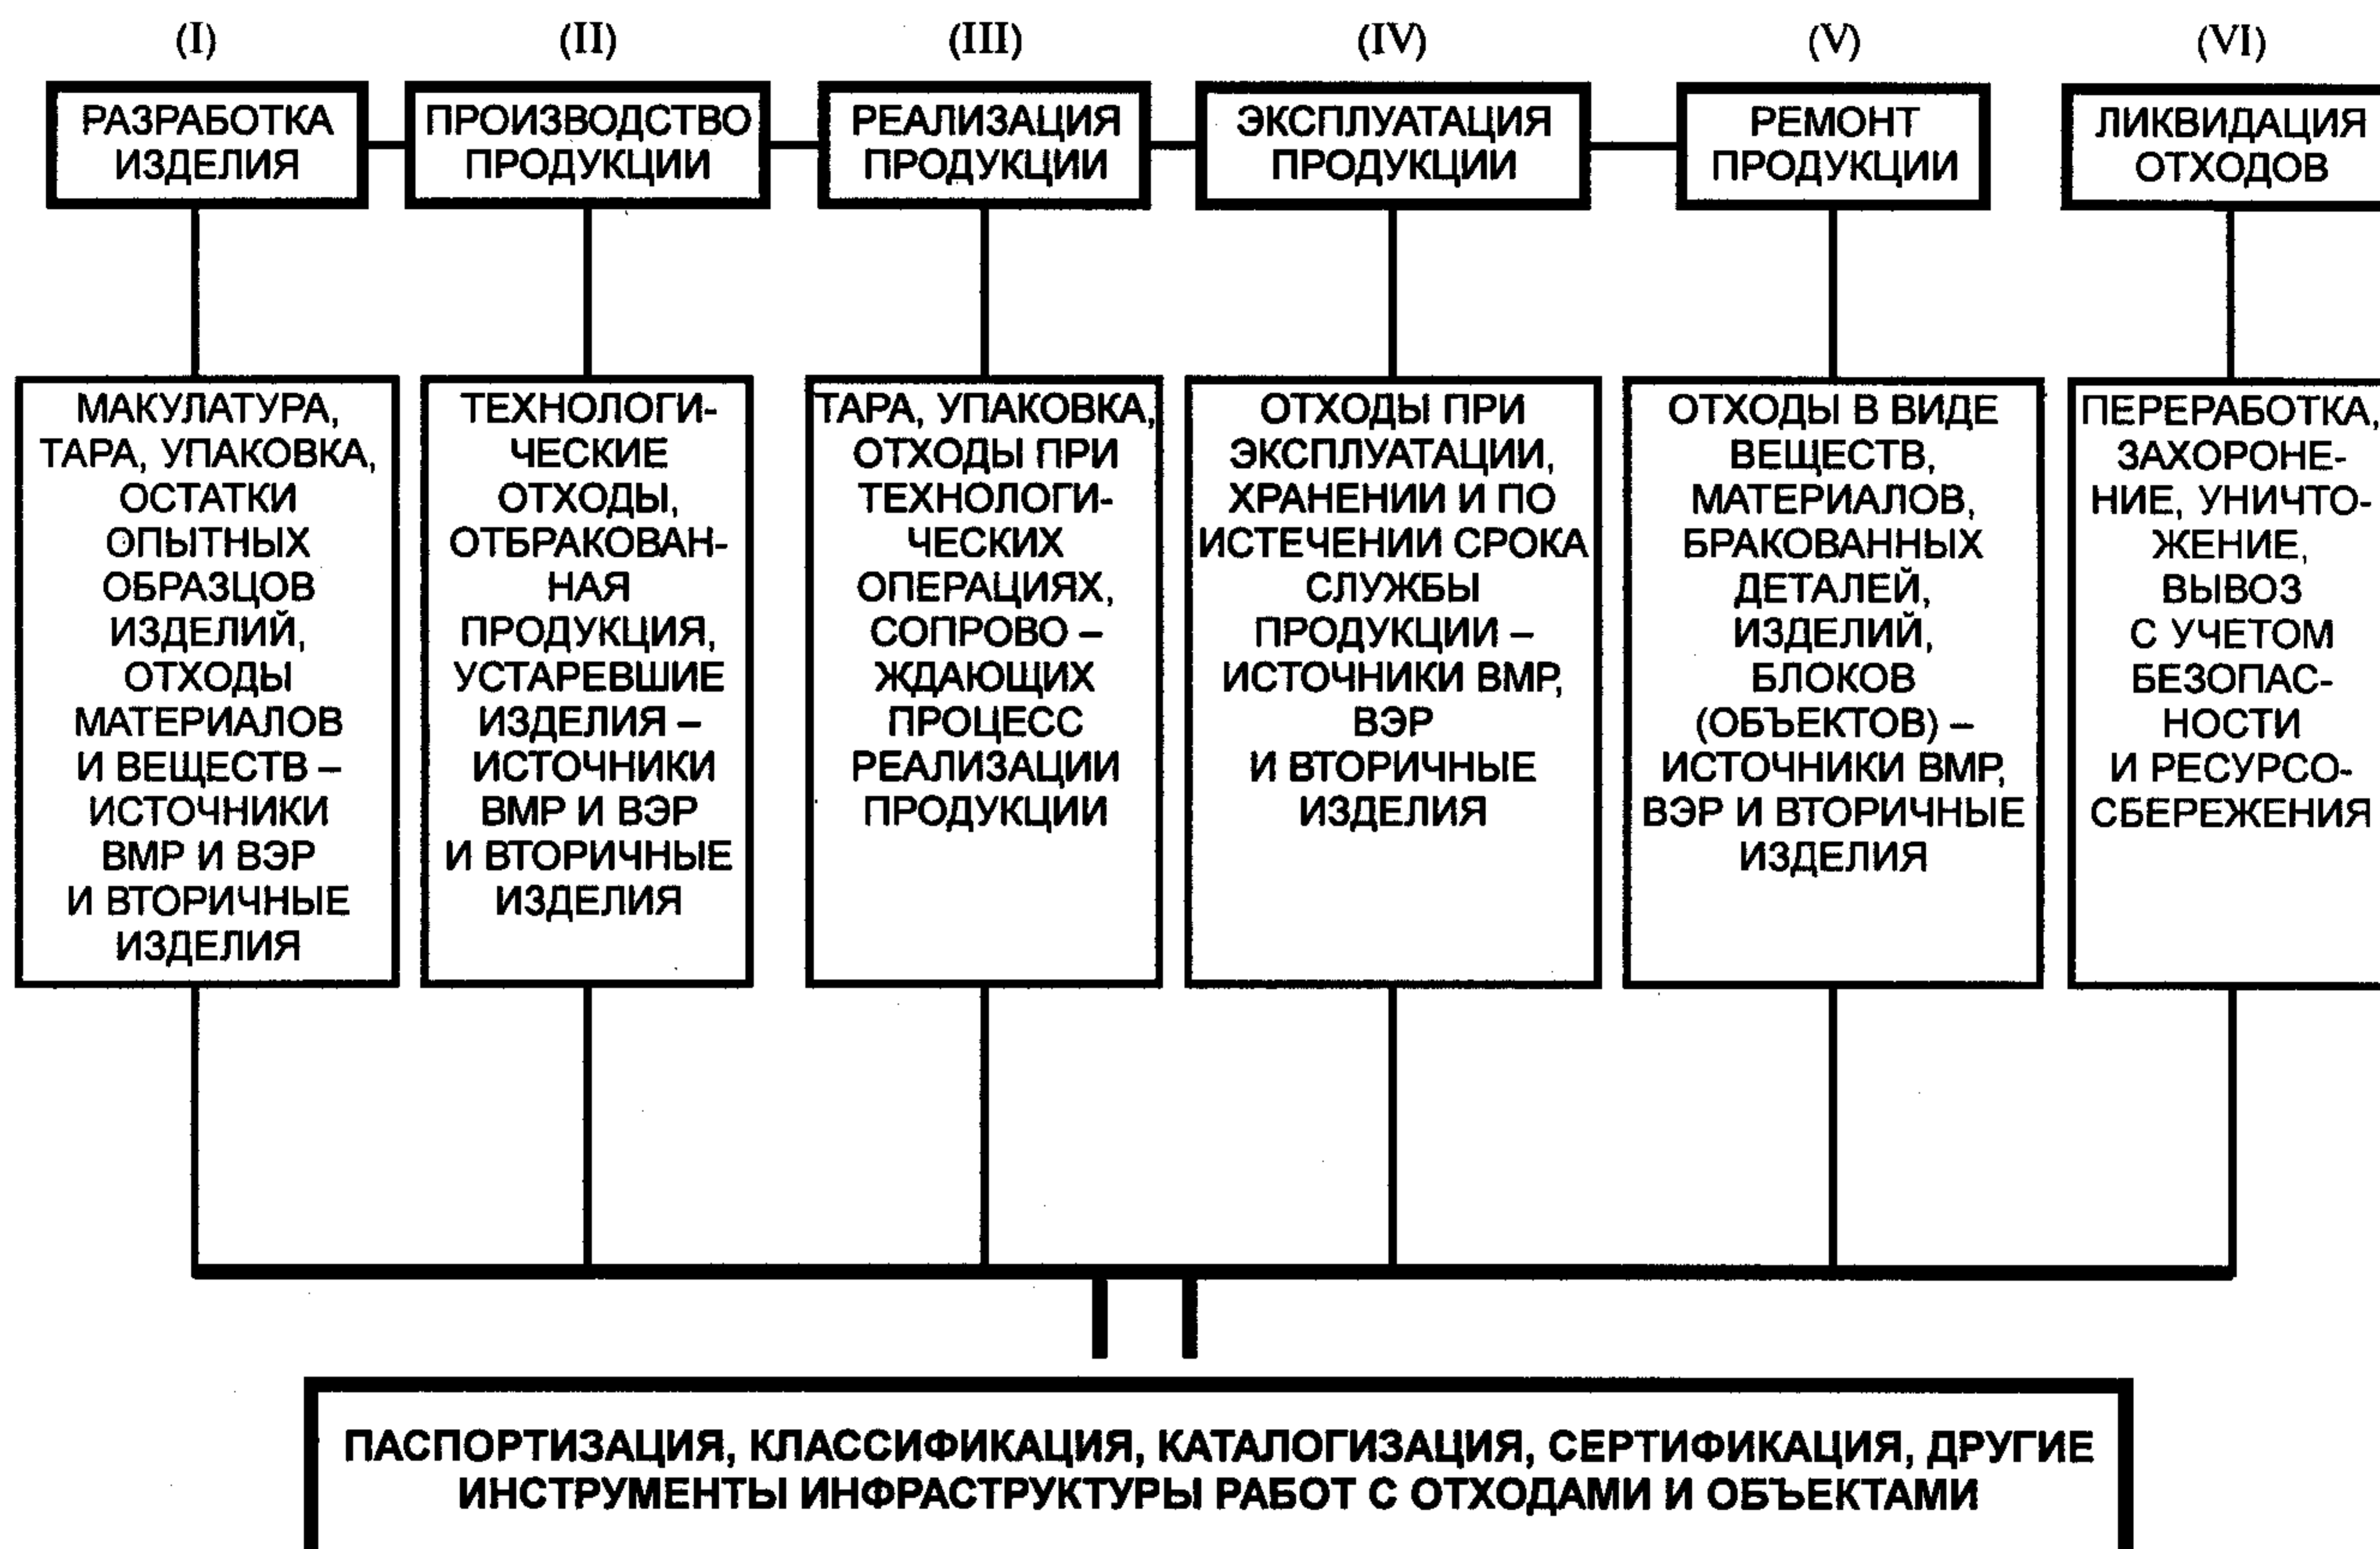 (I)
РАЗРАБОТКА
ИЗДЕЛИЯ
МАКУЛАТУРА,
ТАРА, УПАКОВКА,
ОСТАТКИ
ОПЫТНЫХ
ОБРАЗЦОВ
ИЗДЕЛИЙ,
ОТХОДЫ
МАТЕРИАЛОВ
И ВЕЩЕСТВ –
ИСТОЧНИКИ
ВМР И ВЭР
И ВТОРИЧНЫЕ
ИЗДЕЛИЯ
(II)
ПРОИЗВОДСТВО
ПРОДУКЦИИ
ТЕХНОЛОГИ-
ЧЕСКИЕ
ОТХОДЫ,
ОТБРАКОВАН-
НАЯ
ПРОДУКЦИЯ,
УСТАРЕВШИЕ
ИЗДЕЛИЯ –
ИСТОЧНИКИ
ВМР И ВЭР
И ВТОРИЧНЫЕ
ИЗДЕЛИЯ
(III)
РЕАЛИЗАЦИЯ
ПРОДУКЦИИ
ТАРА, УПАКОВКА,
ОТХОДЫ ПРИ
ТЕХНОЛОГИ-
ЧЕСКИХ
ОПЕРАЦИЯХ,
СОПРОВО –
ЖДАЮЩИХ
ПРОЦЕСС
РЕАЛИЗАЦИИ
ПРОДУКЦИИ
(IV)
ЭКСПЛУАТАЦИЯ
ПРОДУКЦИИ
ОТХОДЫ ПРИ
ЭКСПЛУАТАЦИИ,
ХРАНЕНИИ И ПО
ИСТЕЧЕНИИ СРОКА
СЛУЖБЫ
ПРОДУКЦИИ –
ИСТОЧНИКИ ВМР,
ВЭР
И ВТОРИЧНЫЕ
ИЗДЕЛИЯ
(V)
РЕМОНТ
ПРОДУКЦИИ
ОТХОДЫ В ВИДЕ
ВЕЩЕСТВ,
МАТЕРИАЛОВ,
БРАКОВАННЫХ
ДЕТАЛЕЙ,
ИЗДЕЛИЙ,
БЛОКОВ
(ОБЪЕКТОВ) –
ИСТОЧНИКИ ВМР,
ВЭР И ВТОРИЧНЫЕ
ИЗДЕЛИЯ
(VI)
ЛИКВИДАЦИЯ
ОТХОДОВ
ПЕРЕРАБОТКА,
ЗАХОРОНЕ-
НИЕ, УНИЧТО-
ЖЕНИЕ,
ВЫВОЗ
С УЧЕТОМ
БЕЗОПАС-
НОСТИ
И РЕСУРСО-
СБЕРЕЖЕНИЯ
ПАСПОРТИЗАЦИЯ, КЛАССИФИКАЦИЯ, КАТАЛОГИЗАЦИЯ, СЕРТИФИКАЦИЯ, ДРУГИЕ
ИНСТРУМЕНТЫ ИНФРАСТРУКТУРЫ РАБОТ С ОТХОДАМИ И ОБЪЕКТАМИ